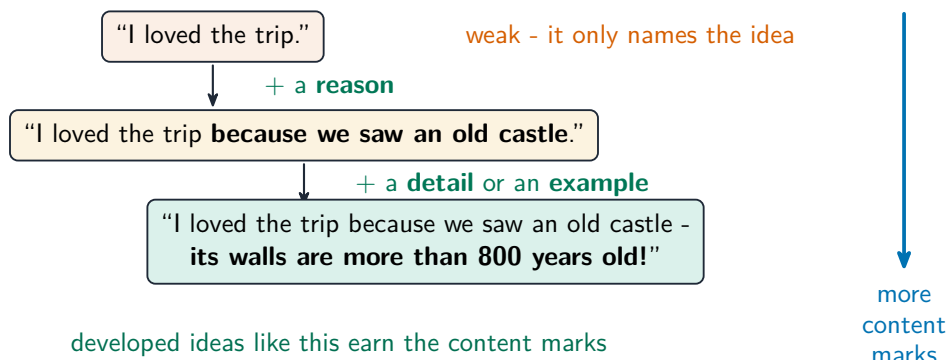 “I loved the trip.”
weak - it only names the idea
+ a reason
“I loved the trip because we saw an old castle.”
+ a detail or an example
“I loved the trip because we saw an old castle -
its walls are more than 800 years old!”
more
content
marks
developed ideas like this earn the content marks